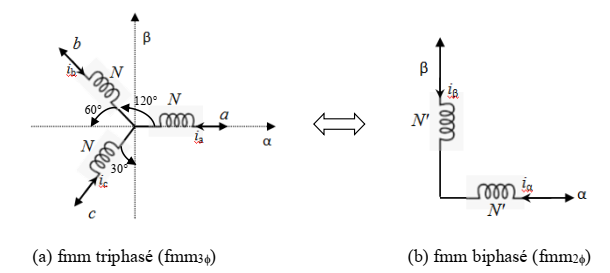 β
b
i_b
N
60°
120°
N
a
i_a
α
N
30°
i_c
c
(a) fmm triphasé (fmm3ϕ)
β
i_β
N'
i_α
α
N'
(b) fmm biphasé (fmm2ϕ)